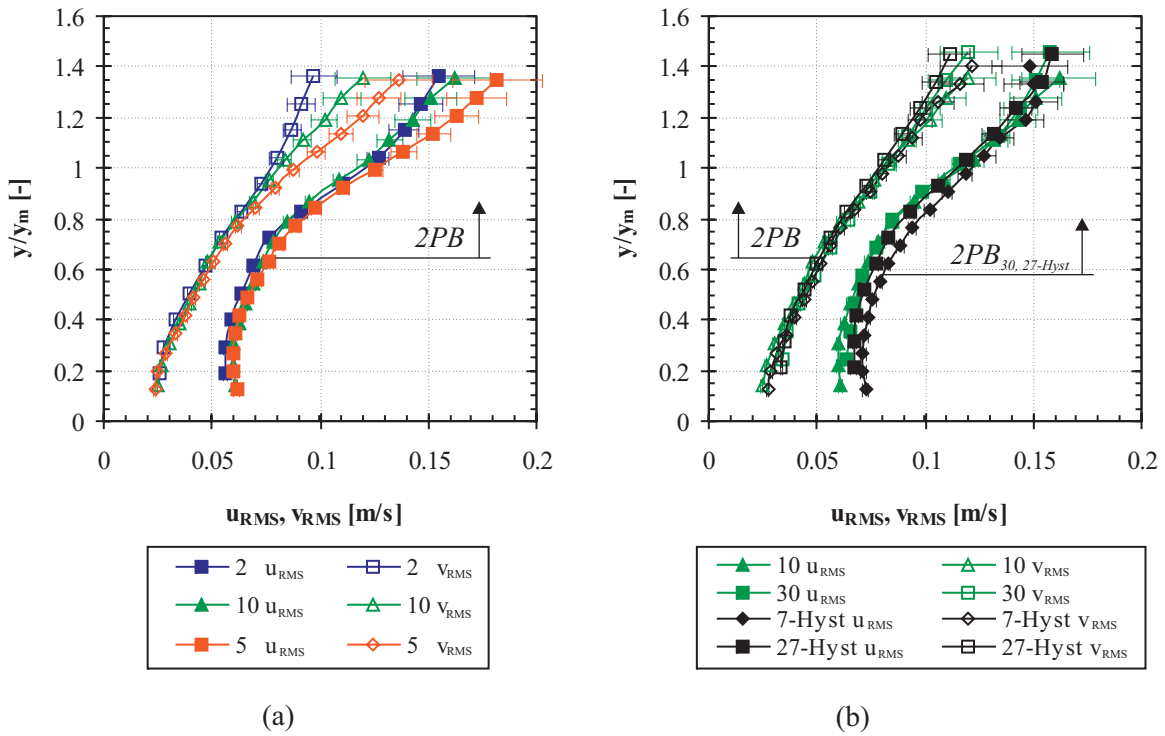 1.6
1.4
1.2
1
0.8
0.6
0.4
0.2
0
y/ym [-]
2PB
0 0.05 0.1 0.15 0.2
uRMS, vRMS [m/s]
2 uRMS 2 vRMS
10 uRMS 10 vRMS
5 uRMS 5 vRMS
(a)
1.6
1.4
1.2
1
0.8
0.6
0.4
0.2
0
y/ym [-]
2PB
2PB30, 27-Hyst
0 0.05 0.1 0.15 0.2
uRMS, vRMS [m/s]
10 uRMS 10 vRMS
30 uRMS 30 vRMS
7-Hyst uRMS 7-Hyst vRMS
27-Hyst uRMS 27-Hyst vRMS
(b)